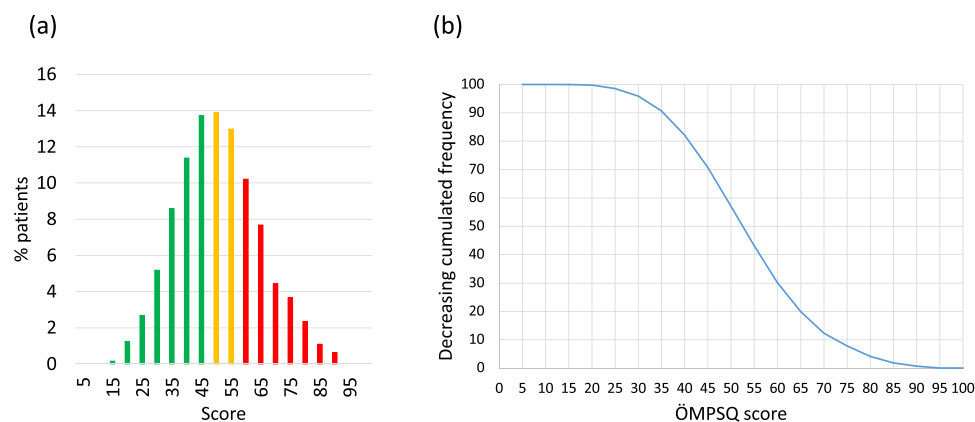 (a)
% patients
16
14
12
10
8
6
4
2
0
5 15 25 35 45 55 65 75 85 95
Score
(b)
Decreasing cumulated frequency
100
90
80
70
60
50
40
30
20
10
0
0 5 10 15 20 25 30 35 40 45 50 55 60 65 70 75 80 85 90 95 100
ÖMPSQ score